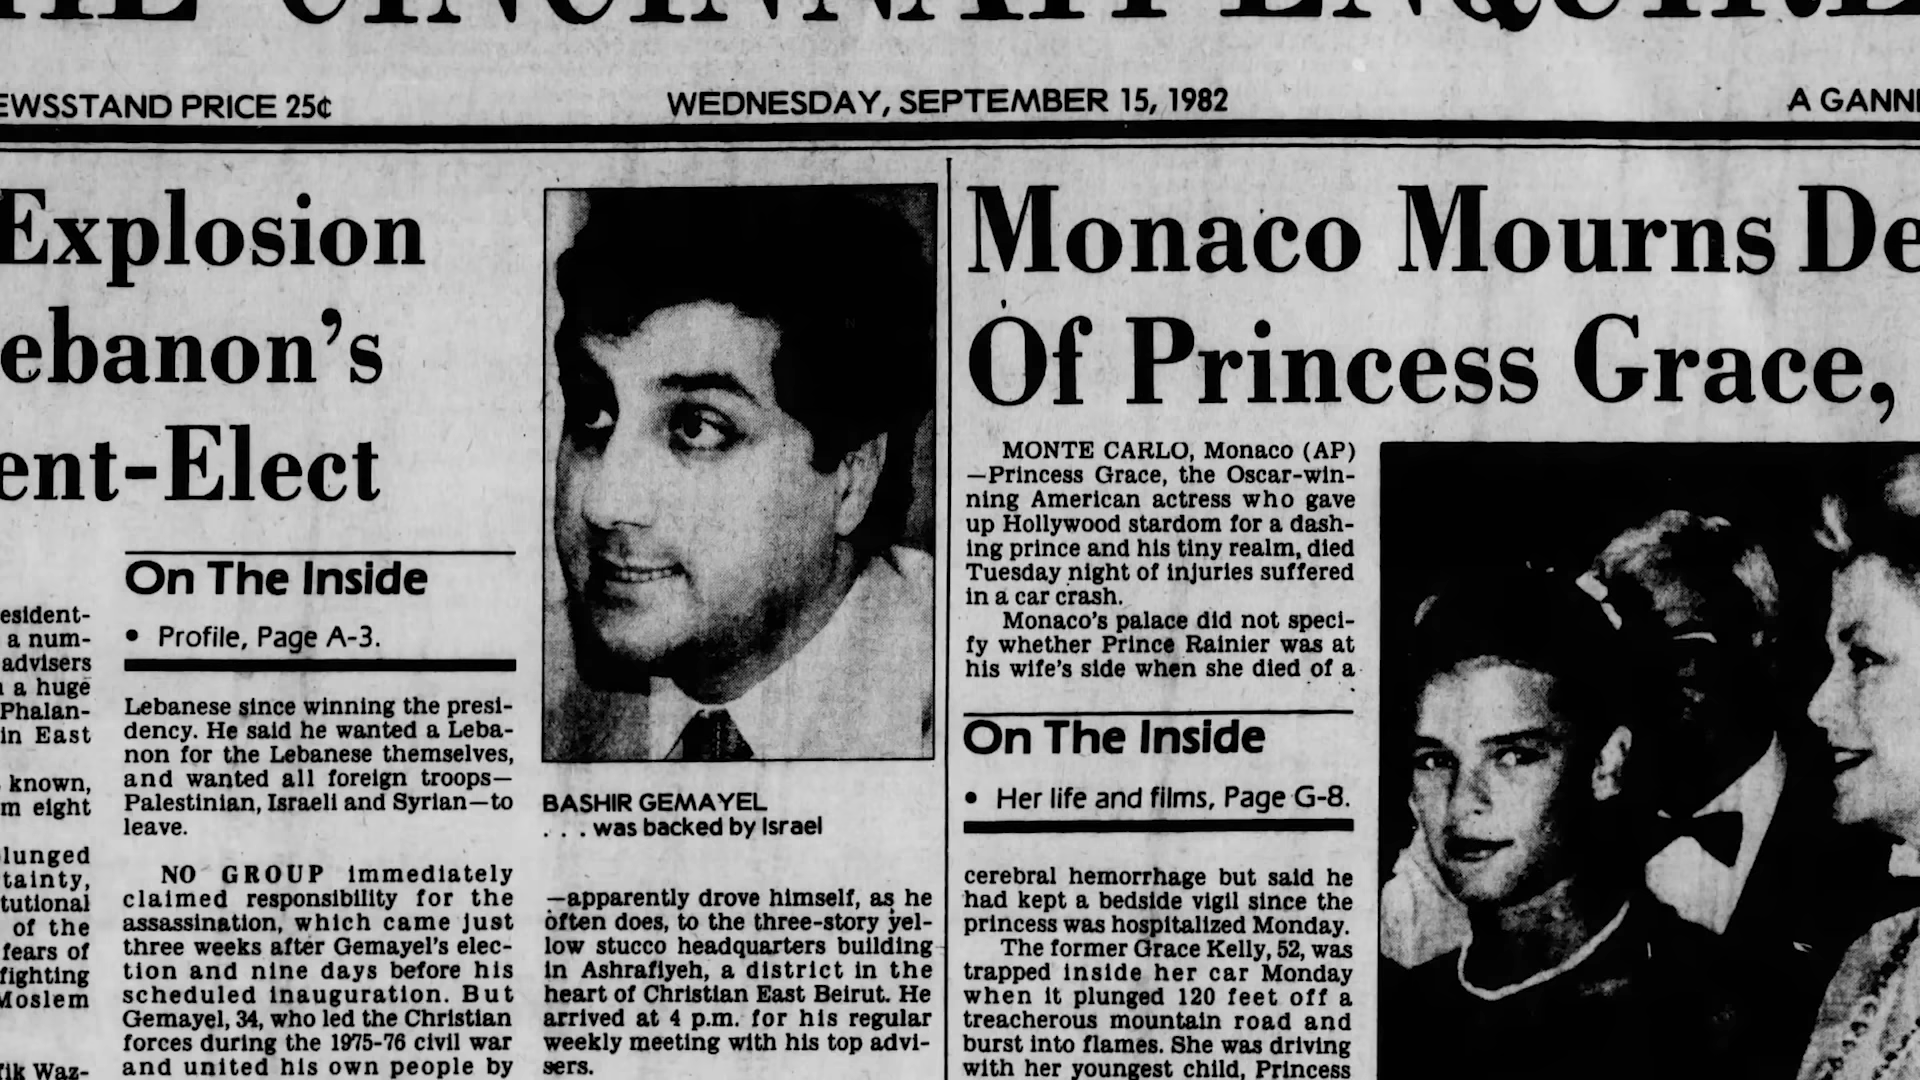 THE CINCINNATI ENQUIRE
EWSSTAND PRICE 25¢
WEDNESDAY, SEPTEMBER 15, 1982
A GANN
Explosion
ebanon's
ent-Elect
On The Inside
• Profile, Page A-3.
esident-
a num-
advisers
a huge
Phalan-
in East
known,
m eight
lunged
tainty,
tutional
of the
fears of
fighting
Moslem
fik Waz-
Lebanese since winning the presi-
dency. He said he wanted a Leba-
non for the Lebanese themselves,
and wanted all foreign troops—
Palestinian, Israeli and Syrian—to
leave.
NO GROUP immediately
claimed responsibility for the
assassination, which came just
three weeks after Gemayel's elec-
tion and nine days before his
scheduled inauguration. But
Gemayel, 34, who led the Christian
forces during the 1975-76 civil war
and united his own people by
BASHIR GEMAYEL
. . . was backed by Israel
—apparently drove himself, as he
often does, to the three-story yel-
low stucco headquarters building
in Ashrafiyeh, a district in the
heart of Christian East Beirut. He
arrived at 4 p.m. for his regular
weekly meeting with his top advi-
sers.
Monaco Mourns De
Of Princess Grace,
MONTE CARLO, Monaco (AP)
—Princess Grace, the Oscar-win-
ning American actress who gave
up Hollywood stardom for a dash-
ing prince and his tiny realm, died
Tuesday night of injuries suffered
in a car crash.
Monaco's palace did not speci-
fy whether Prince Rainier was at
his wife's side when she died of a
On The Inside
• Her life and films, Page G-8.
cerebral hemorrhage but said he
had kept a bedside vigil since the
princess was hospitalized Monday.
The former Grace Kelly, 52, was
trapped inside her car Monday
when it plunged 120 feet off a
treacherous mountain road and
burst into flames. She was driving
with her youngest child, Princess